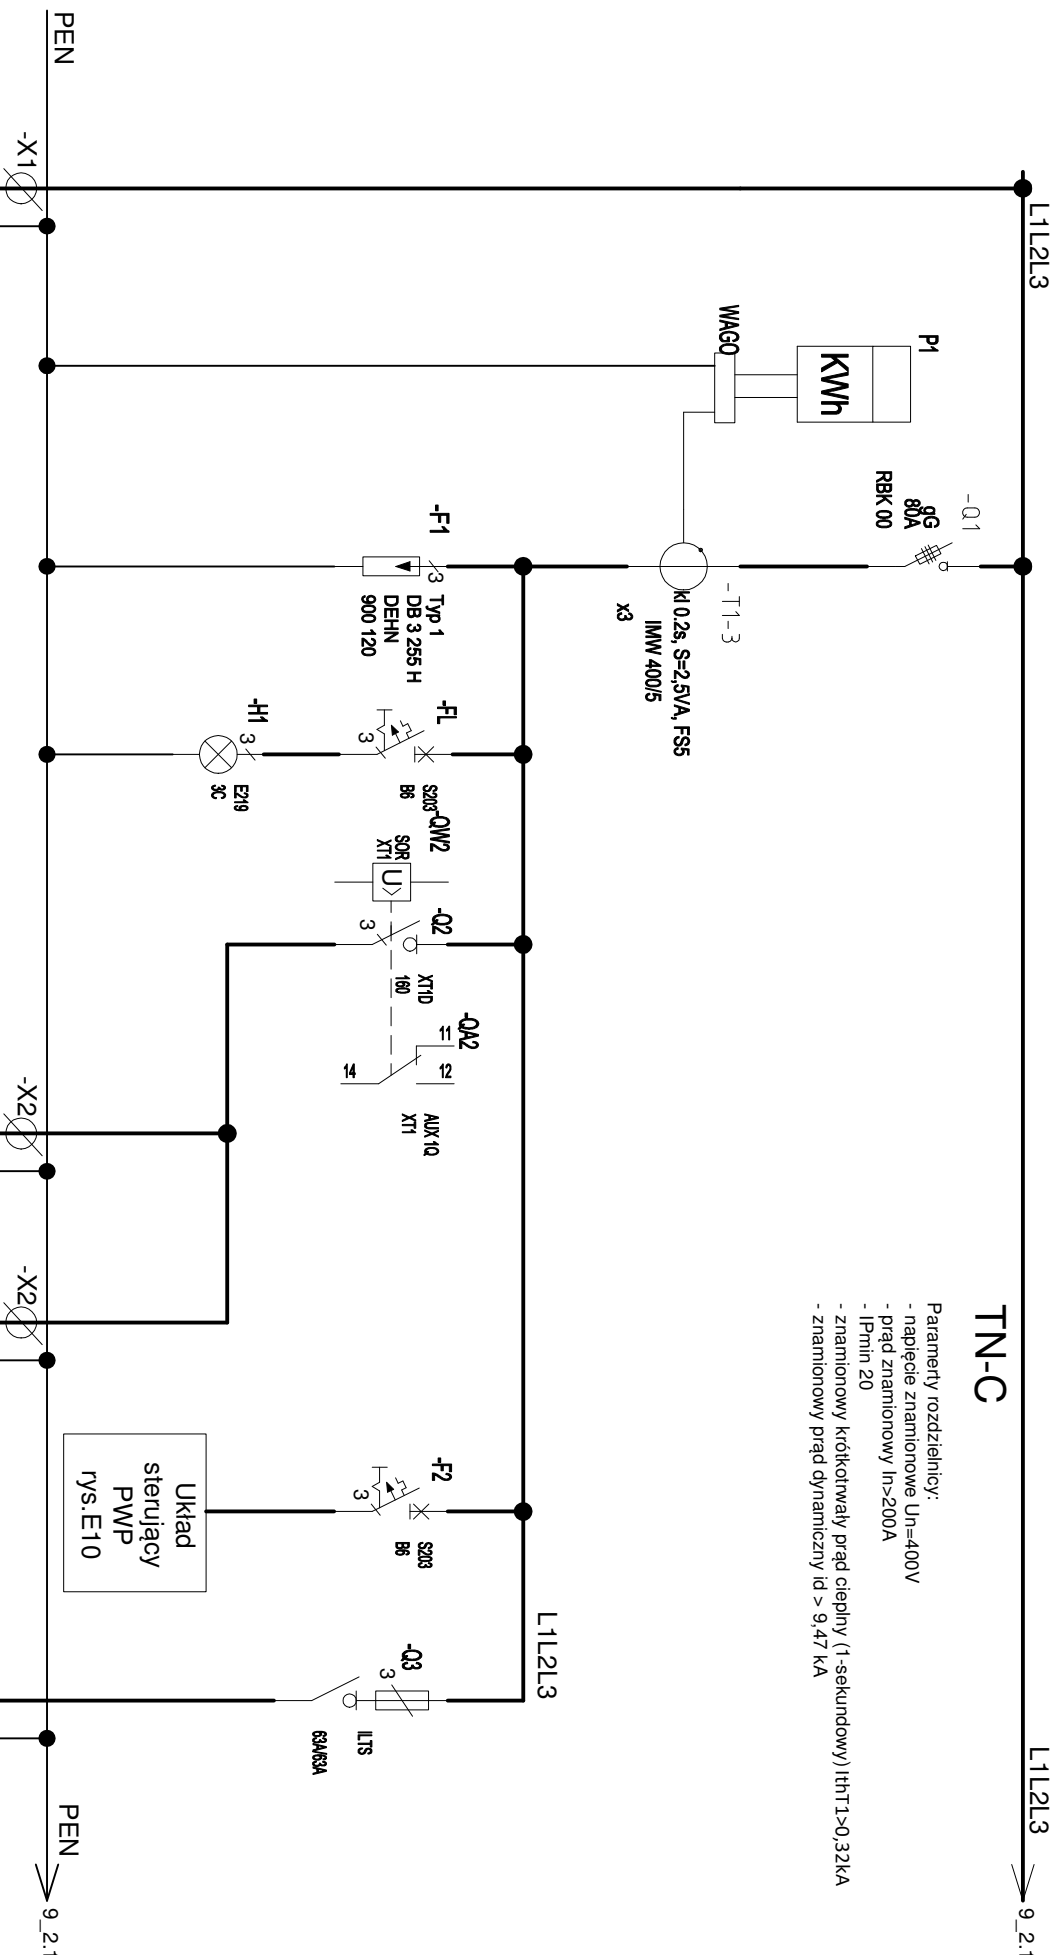 L1L2L3
L1L2L3
9_2.1
TN-C
Paramerty rozdzielnicy:
- napięcie znamionowe Un=400V
- prąd znamionowy In>200A
- IPmin 20
- znamionowy krótkotrwały prąd cieplny (1-sekundowy) IthT1>0,32kA
- znamionowy prąd dynamiczny id > 9,47 kA
-Q1
gG
80A
RBK 00
P1
KWh
WAGO
-T1-3
kl 0.2s, S=2,5VA, FS5
IMW 400/5
x3
L1L2L3
-F1
3
Typ 1
DB 3 255 H
DEHN
900 120
-FL
3
S203
B6
-H1
3
E219
3C
-QW2
SOR
XT1
U<
-Q2
3
XT1D
160
-QA2
11
12
14
AUX 1Q
XT1
-F2
3
S203
B6
Układ
sterujący
PWP
rys.E10
-Q3
3
ILTS
63A/63A
PEN
-X1
-X2
-X2
PEN
9_2.1